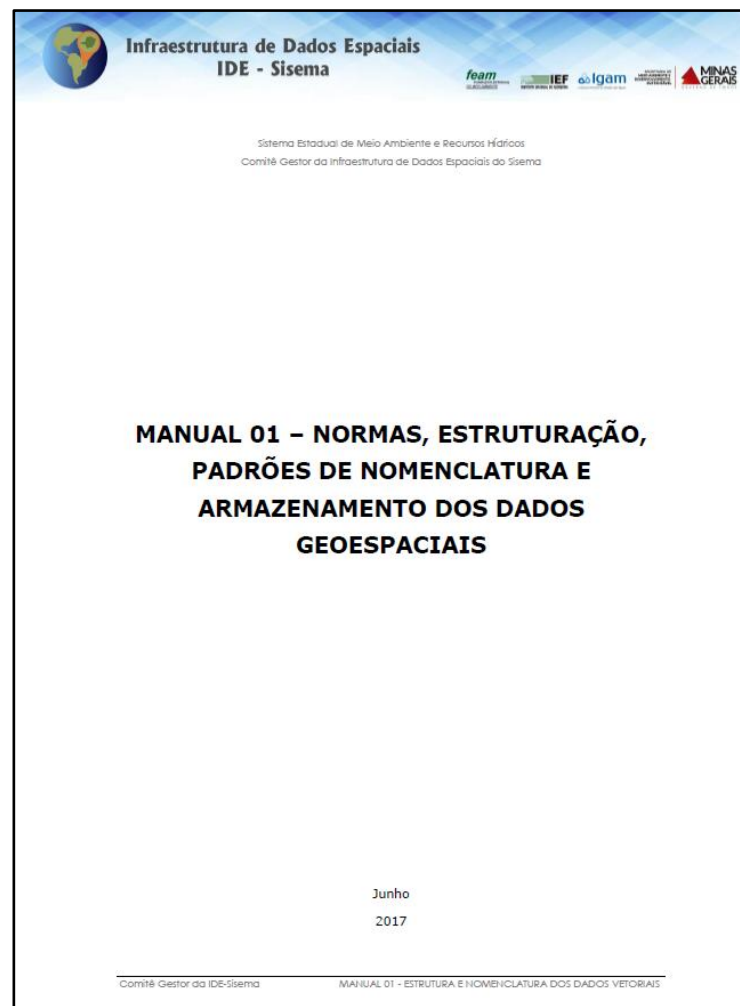 Infraestrutura de Dados Espaciais
IDE - Sisema
feam
IEF
Igam
MINAS
GERAIS
Sistema Estadual de Meio Ambiente e Recursos Hídricos
Comitê Gestor da Infraestrutura de Dados Espaciais do Sisema
MANUAL 01 – NORMAS, ESTRUTURAÇÃO,
PADRÕES DE NOMENCLATURA E
ARMAZENAMENTO DOS DADOS
GEOESPACIAIS
Junho
2017
Comitê Gestor da IDE-Sisema MANUAL 01 - ESTRUTURA E NOMENCLATURA DOS DADOS VETORIAIS